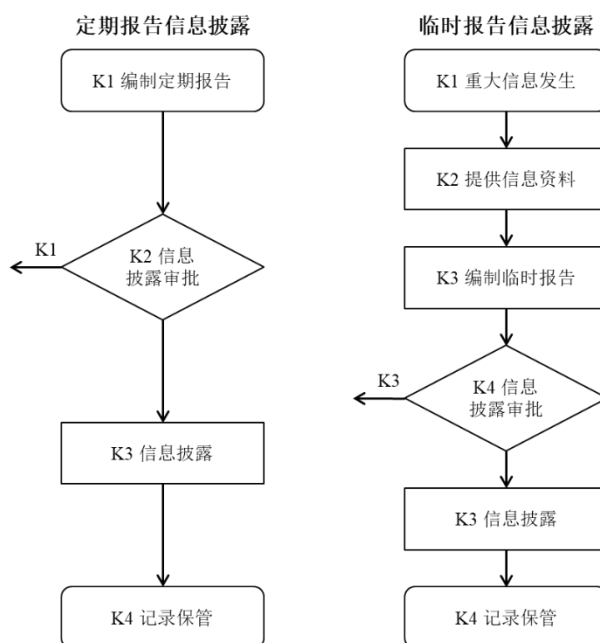 定期报告信息披露
K1 编制定期报告
K1
K2 信息
披露审批
K3 信息披露
K4 记录保管
临时报告信息披露
K1 重大信息发生
K2 提供信息资料
K3 编制临时报告
K3
K4 信息
披露审批
K3 信息披露
K4 记录保管